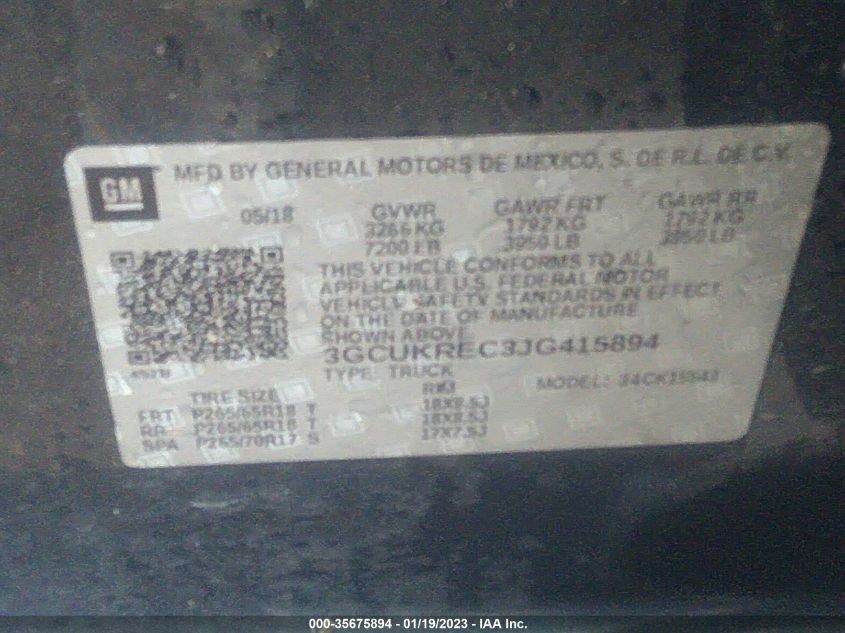 GM
MFD BY GENERAL MOTORS DE MEXICO, S. DE R.L. DE C.V.
05/18 GVWR GAWR FRT GAWR RR
3266 KG 1792 KG 1792 KG
7200 LB 3950 LB 3950 LB
THIS VEHICLE CONFORMS TO ALL
APPLICABLE U.S. FEDERAL MOTOR
VEHICLE SAFETY STANDARDS IN EFFECT
ON THE DATE OF MANUFACTURE
SHOWN ABOVE
3GCUKREC3JG415894
TYPE: TRUCK
MODEL:
TIRE SIZE RIM
FRT P265/65R18 T 18X8.5J
RR P265/65R18 T 18X8.5J
SPA P265/70R17 S 17X7.5J
000-35675894 - 01/19/2023 - IAA Inc.